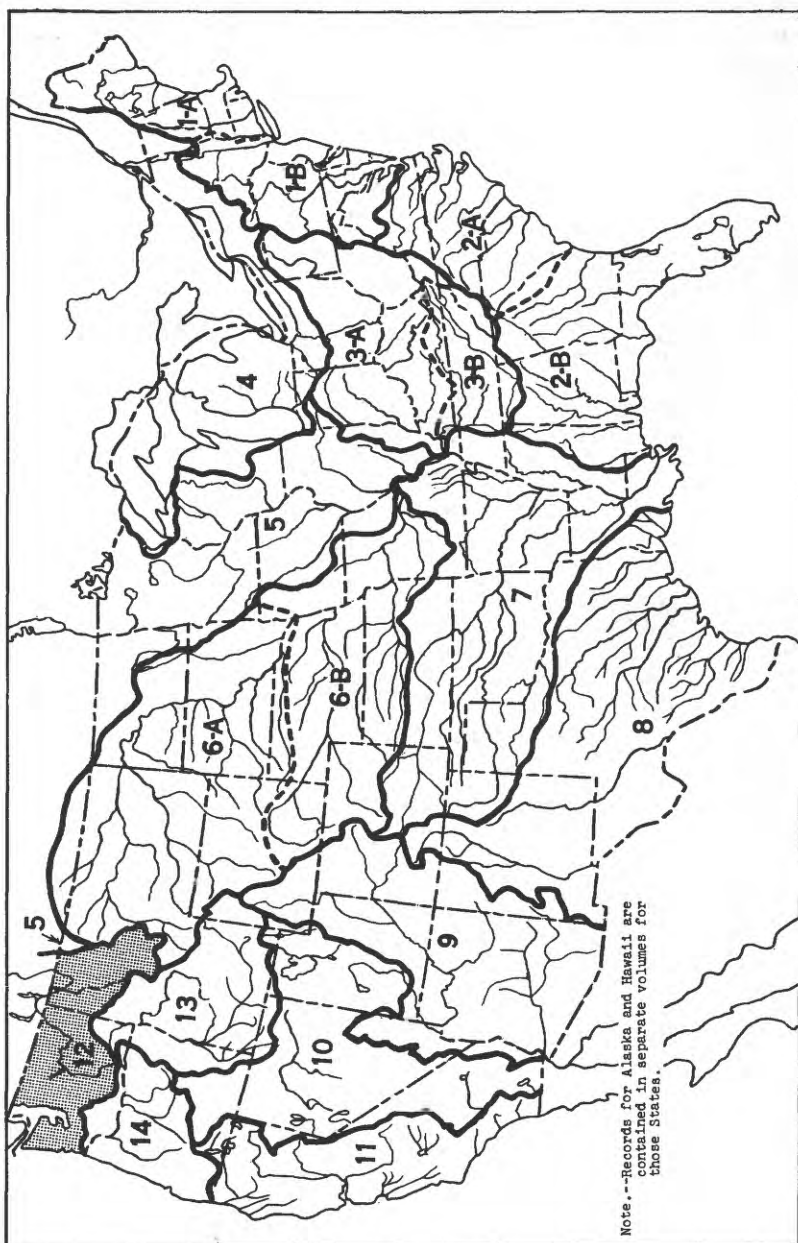 1-A
1-B
2-A
2-B
3-A
3-B
4
5
6-A
6-B
7
8
9
10
11
12
13
14
5
Note.--Records for Alaska and Hawaii are
contained in separate volumes for
those States.